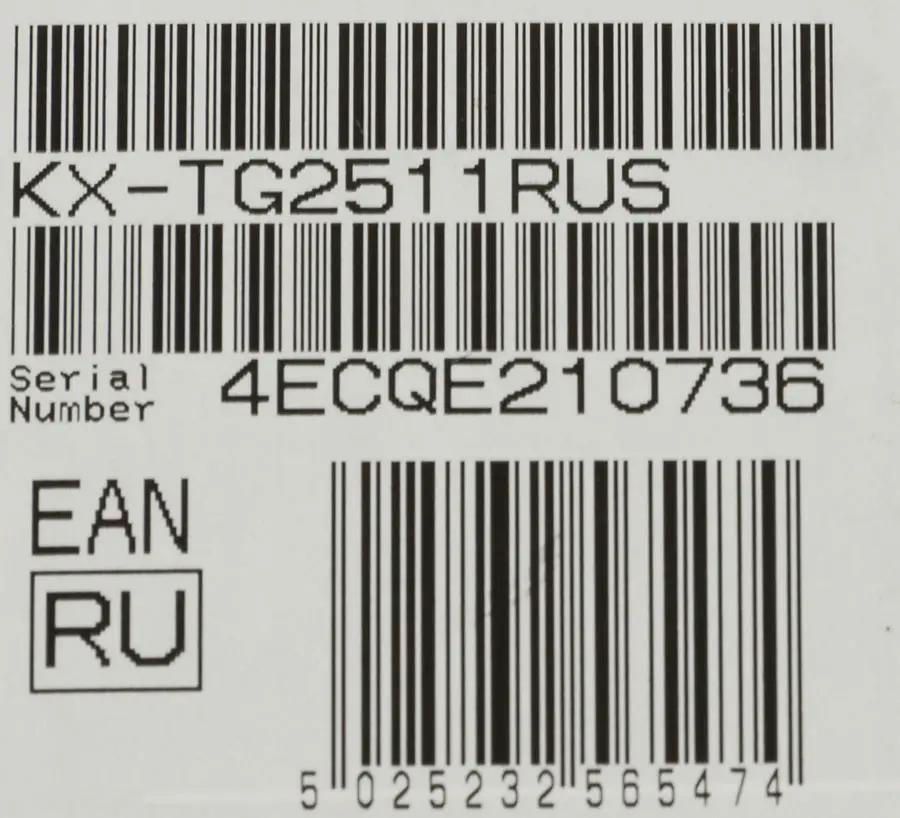 KX-TG2511RUS
Serial
Number 4ECQE210736
EAN
RU
5 025232 565474